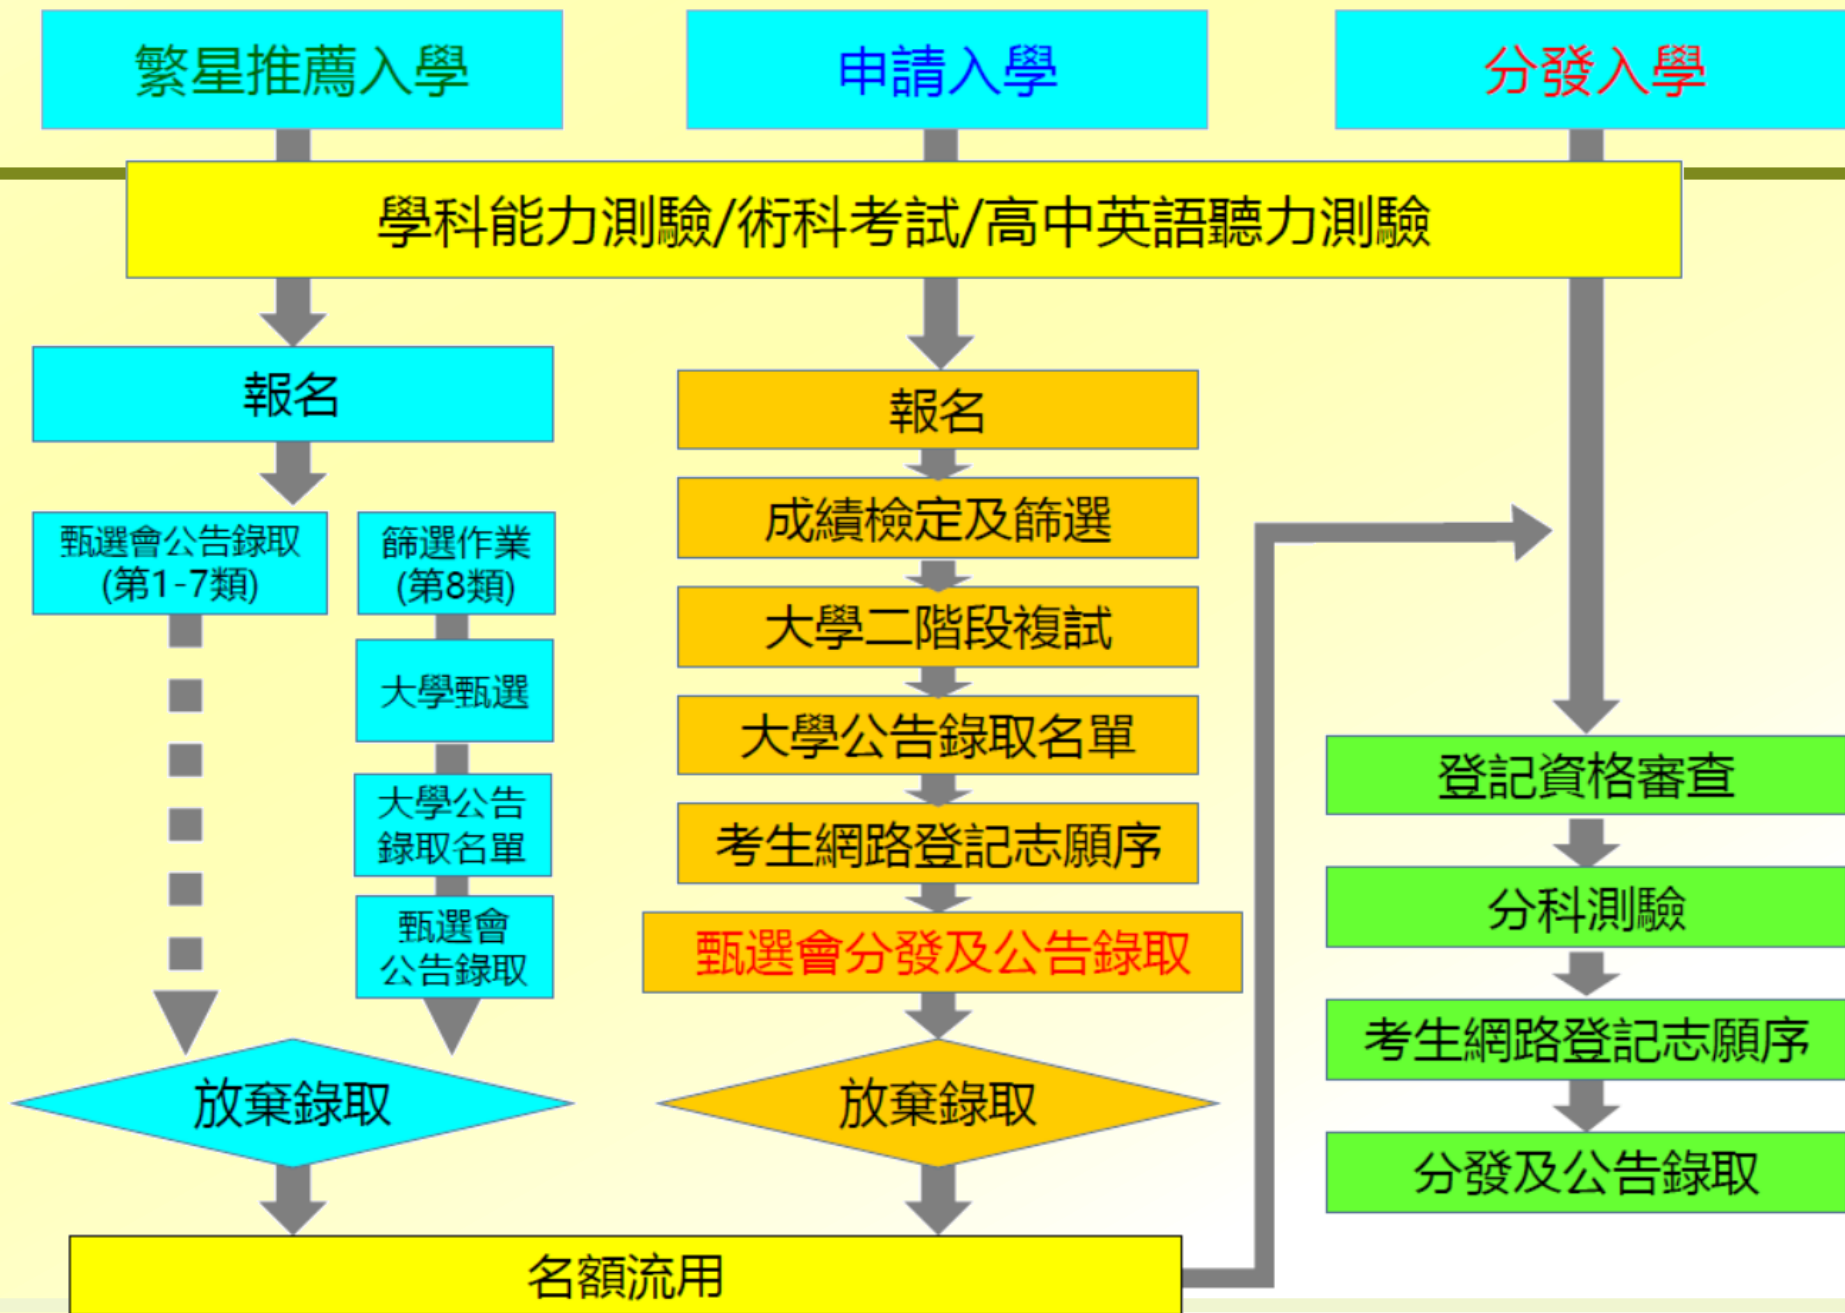 繁星推薦入學
申請入學
分發入學
學科能力測驗/術科考試/高中英語聽力測驗
報名
甄選會公告錄取
(第1-7類)
篩選作業
(第8類)
大學甄選
大學公告
錄取名單
甄選會
公告錄取
放棄錄取
報名
成績檢定及篩選
大學二階段複試
大學公告錄取名單
考生網路登記志願序
甄選會分發及公告錄取
放棄錄取
名額流用
登記資格審查
分科測驗
考生網路登記志願序
分發及公告錄取